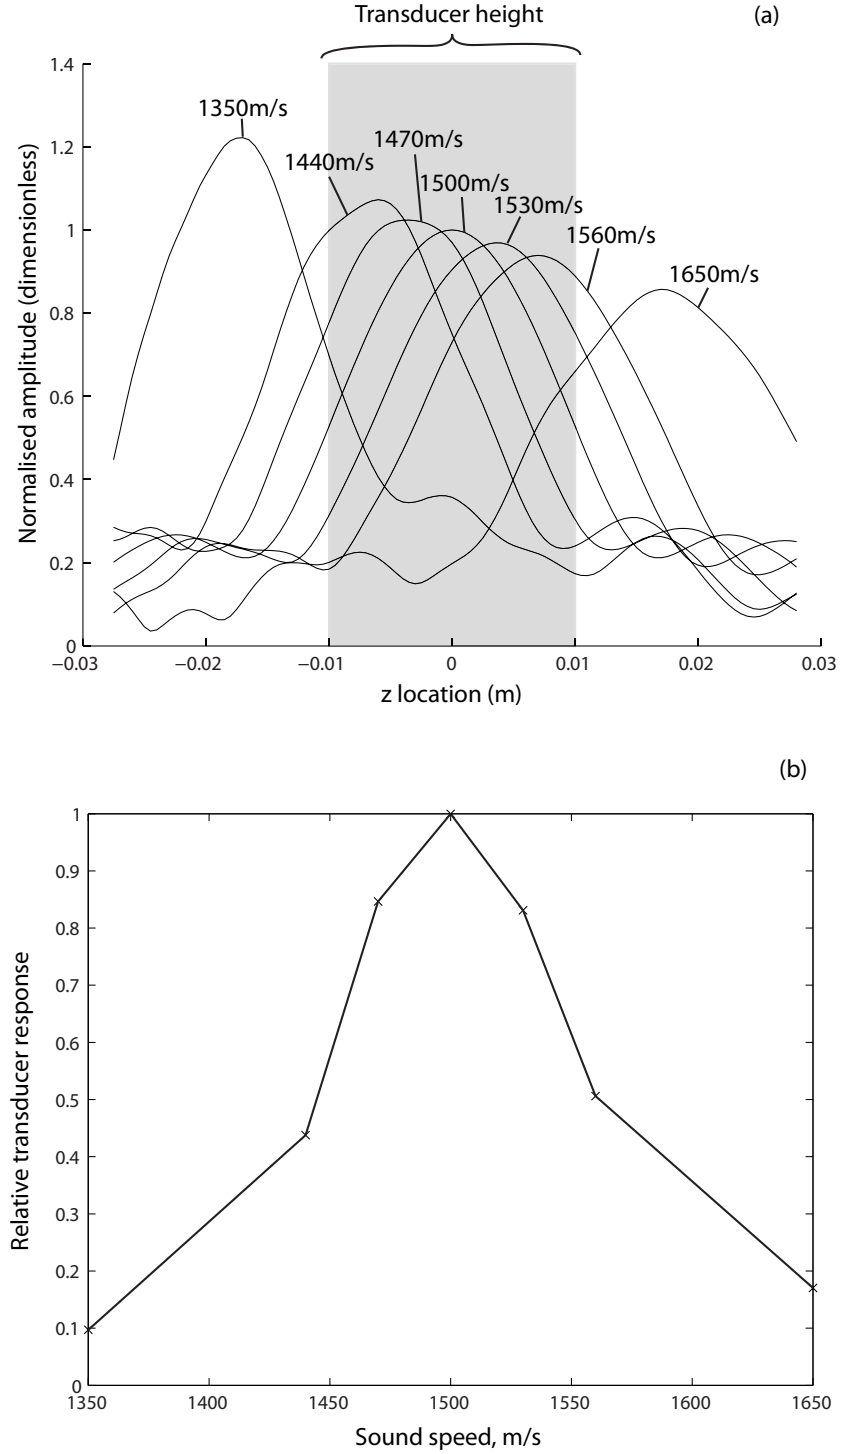 Transducer height
(a)
1.4
1.2
1
0.8
0.6
0.4
0.2
0
Normalised amplitude (dimensionless)
1350m/s
1440m/s
1470m/s
1500m/s
1530m/s
1560m/s
1650m/s
−0.03
−0.02
−0.01
0
0.01
0.02
0.03
z location (m)
(b)
1
0.9
0.8
0.7
0.6
0.5
0.4
0.3
0.2
0.1
0
Relative transducer response
1350
1400
1450
1500
1550
1600
1650
Sound speed, m/s